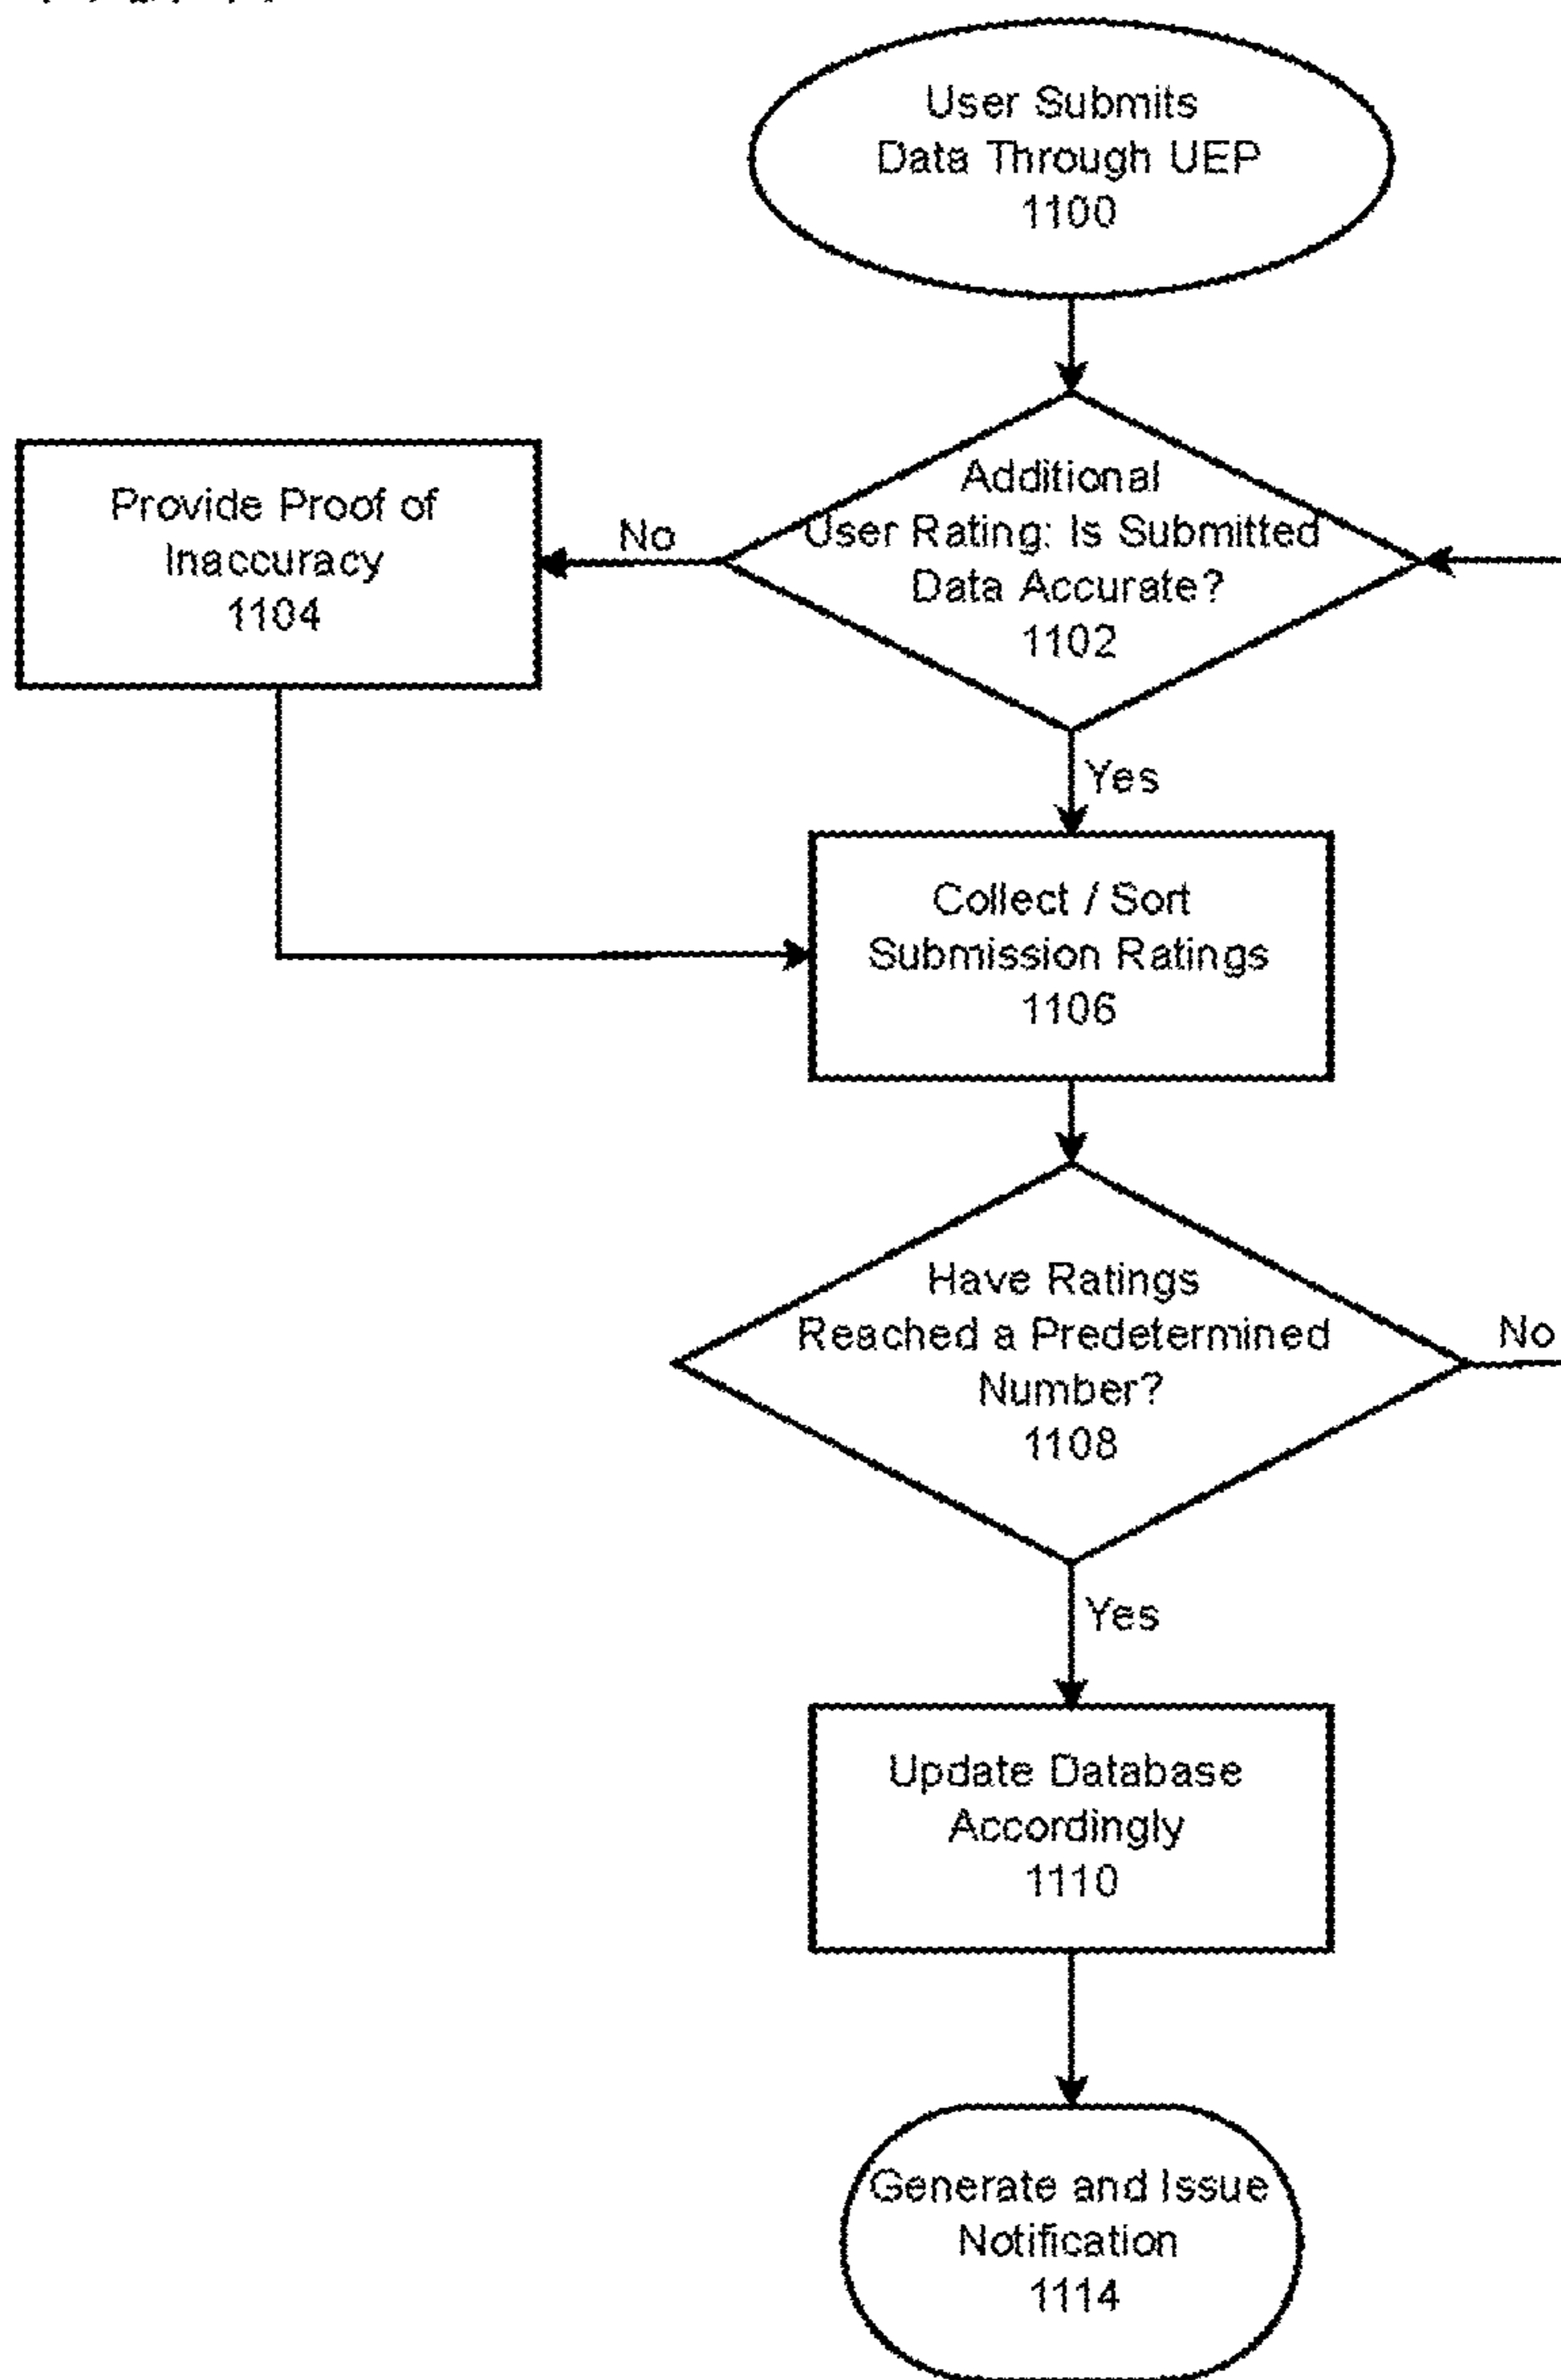 User Submits
Data Through UEP
1100
Additional
User Rating: Is Submitted
Data Accurate?
1102
No
Provide Proof of
Inaccuracy
1104
Yes
Collect / Sort
Submission Ratings
1106
Have Ratings
Reached a Predetermined
Number?
1108
No
Yes
Update Database
Accordingly
1110
Generate and Issue
Notification
1114